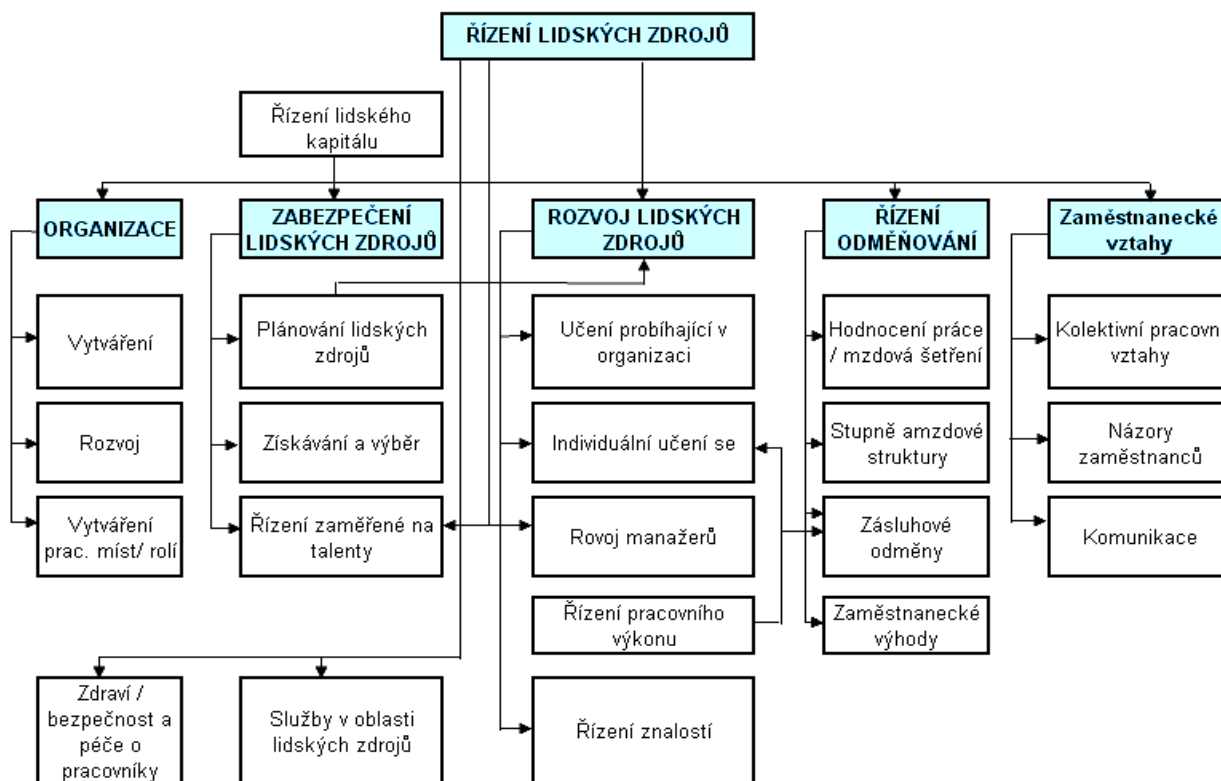 ŘÍZENÍ LIDSKÝCH ZDROJŮ
Řízení lidského
kapitálu
ORGANIZACE
ZABEZPEČENÍ
LIDSKÝCH ZDROJŮ
ROZVOJ LIDSKÝCH
ZDROJŮ
ŘÍZENÍ
ODMĚŇOVÁNÍ
Zaměstnanecké
vztahy
Vytváření
Plánování lidských
zdrojů
Učení probíhající v
organizaci
Hodnocení práce
/ mzdová šetření
Kolektivní pracovn
vztahy
Rozvoj
Získávání a výběr
Individuální učení se
Stupně amzdové
struktury
Názory
zaměstnanců
Vytváření
prac. míst/ rolí
Řízení zaměřené na
talenty
Rovoj manažerů
Zásluhové
odměny
Komunikace
Řízení pracovního
výkonu
Zaměstnanecké
výhody
Zdraví /
bezpečnost a
péče o
pracovníky
Služby v oblasti
lidských zdrojů
Řízení znalostí